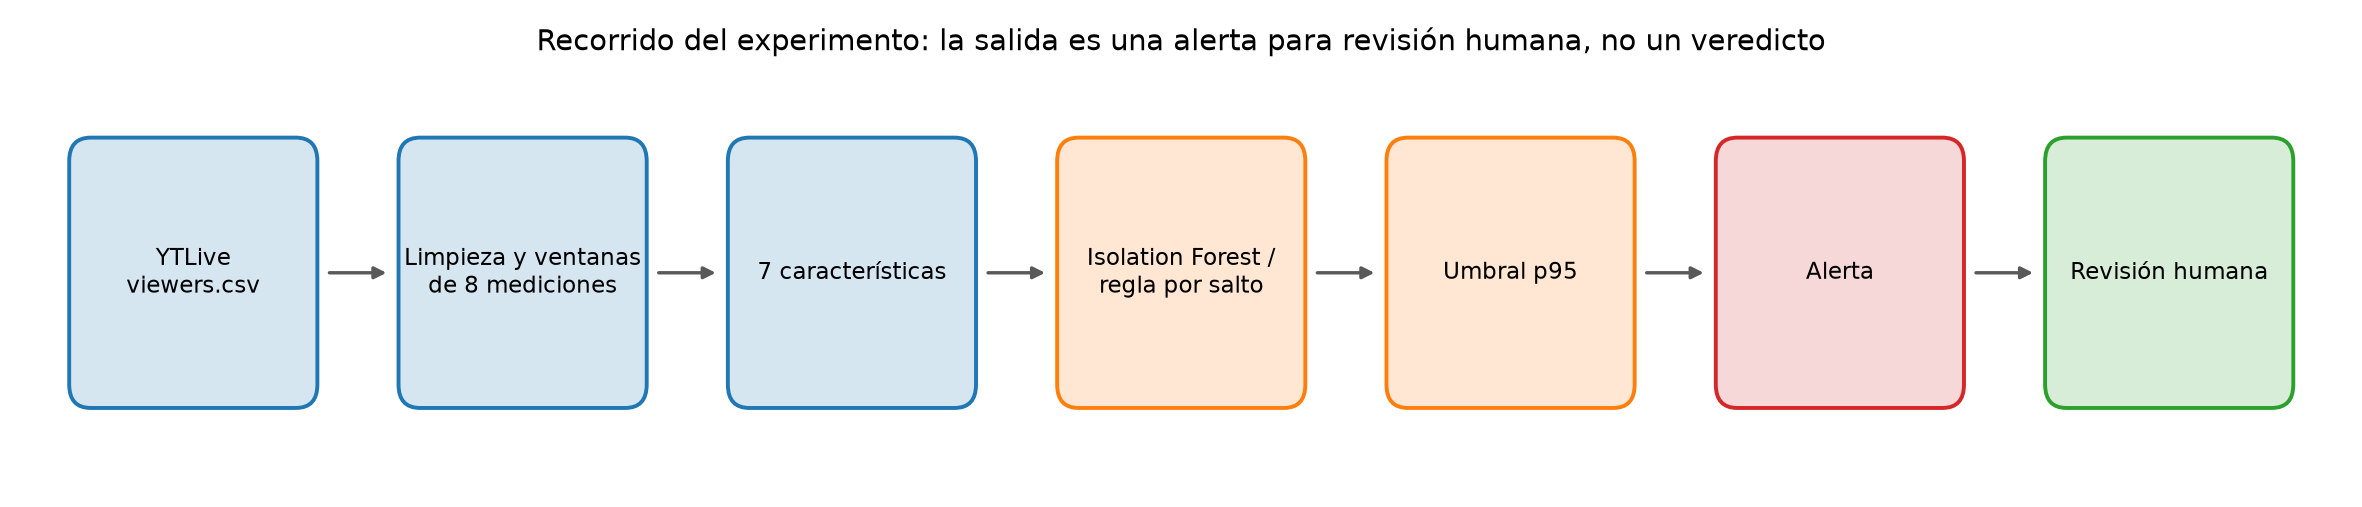 Recorrido del experimento: la salida es una alerta para revisión humana, no un veredicto
YTLive
viewers.csv
Limpieza y ventanas
de 8 mediciones
7 características
Isolation Forest /
regla por salto
Umbral p95
Alerta
Revisión humana